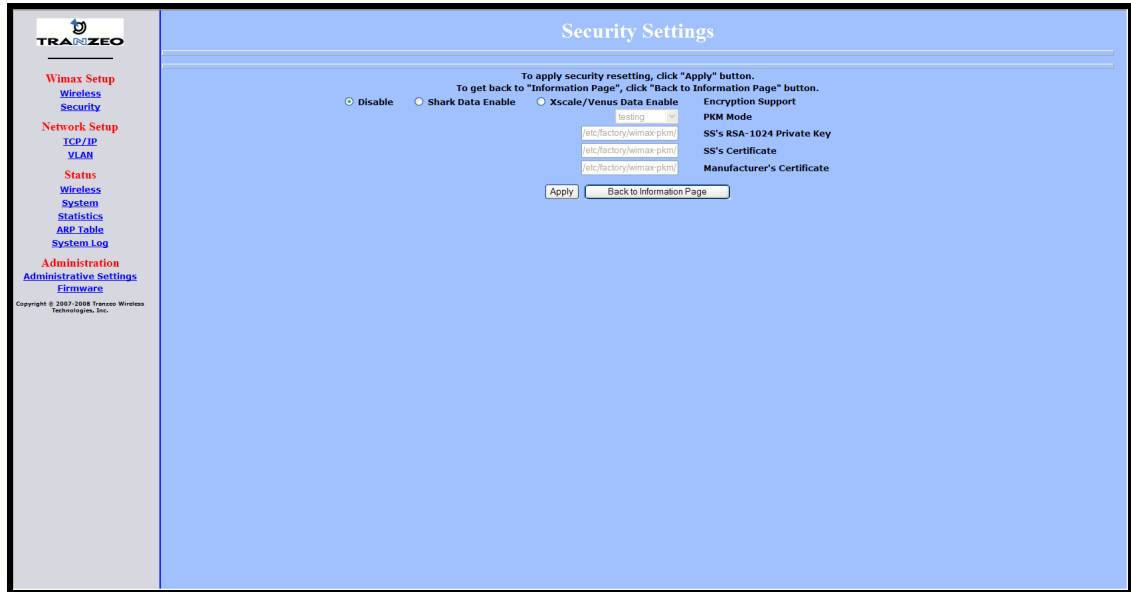 TRANZEO
Wimax Setup
Wireless
Security
Network Setup
TCP/IP
VLAN
Status
Wireless
System
Statistics
ARP Table
System Log
Administration
Administrative Settings
Firmware
Copyright © 2007-2008 Tranzeo Wireless
Technologies, Inc.
Security Settings
To apply security resetting, click "Apply" button.
To get back to "Information Page", click "Back to Information Page" button.
Disable Shark Data Enable Xscale/Venus Data Enable Encryption Support
testing PKM Mode
/etc/factory/wimax-pkm/ SS's RSA-1024 Private Key
/etc/factory/wimax-pkm/ SS's Certificate
/etc/factory/wimax-pkm/ Manufacturer's Certificate
Apply Back to Information Page